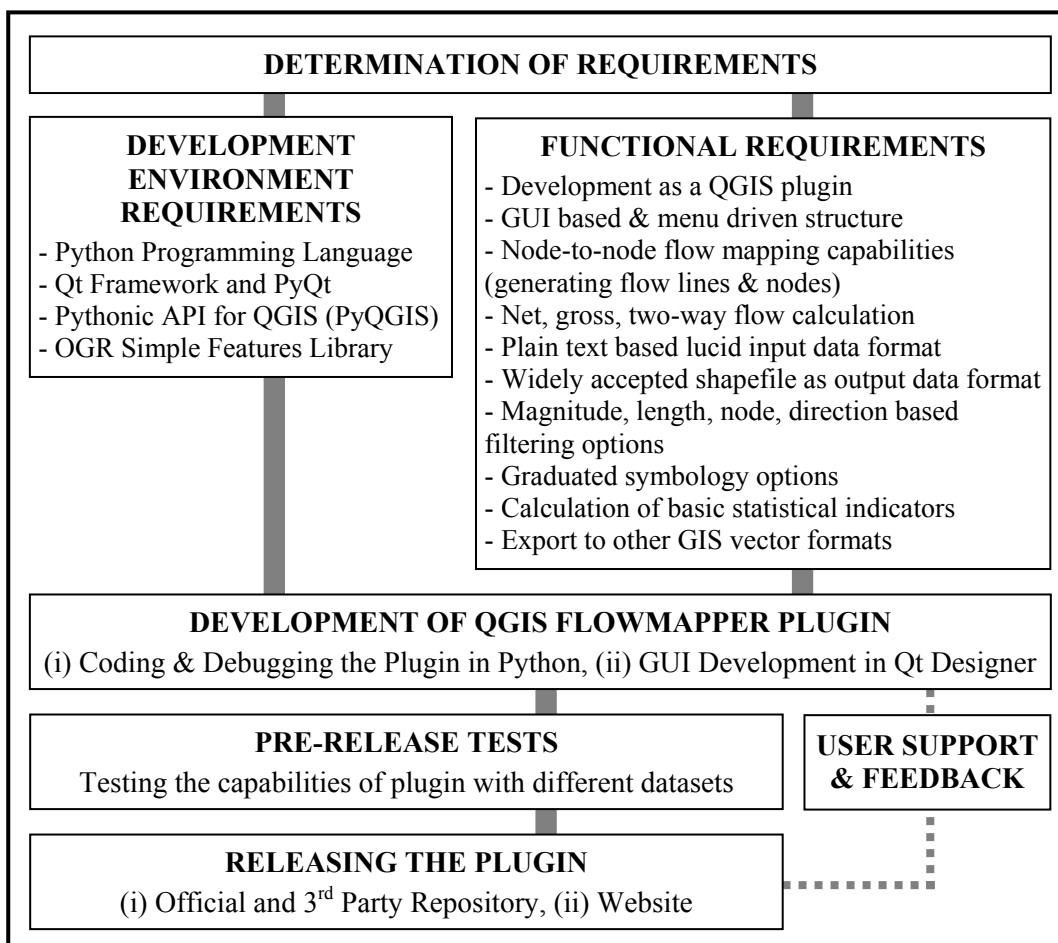 DETERMINATION OF REQUIREMENTS
DEVELOPMENT
ENVIRONMENT
REQUIREMENTS
- Python Programming Language
- Qt Framework and PyQt
- Pythonic API for QGIS (PyQGIS)
- OGR Simple Features Library
FUNCTIONAL REQUIREMENTS
- Development as a QGIS plugin
- GUI based & menu driven structure
- Node-to-node flow mapping capabilities
(generating flow lines & nodes)
- Net, gross, two-way flow calculation
- Plain text based lucid input data format
- Widely accepted shapefile as output data format
- Magnitude, length, node, direction based
filtering options
- Graduated symbology options
- Calculation of basic statistical indicators
- Export to other GIS vector formats
DEVELOPMENT OF QGIS FLOWMAPPER PLUGIN
(i) Coding & Debugging the Plugin in Python, (ii) GUI Development in Qt Designer
PRE-RELEASE TESTS
Testing the capabilities of plugin with different datasets
USER SUPPORT
& FEEDBACK
RELEASING THE PLUGIN
(i) Official and 3rd Party Repository, (ii) Website